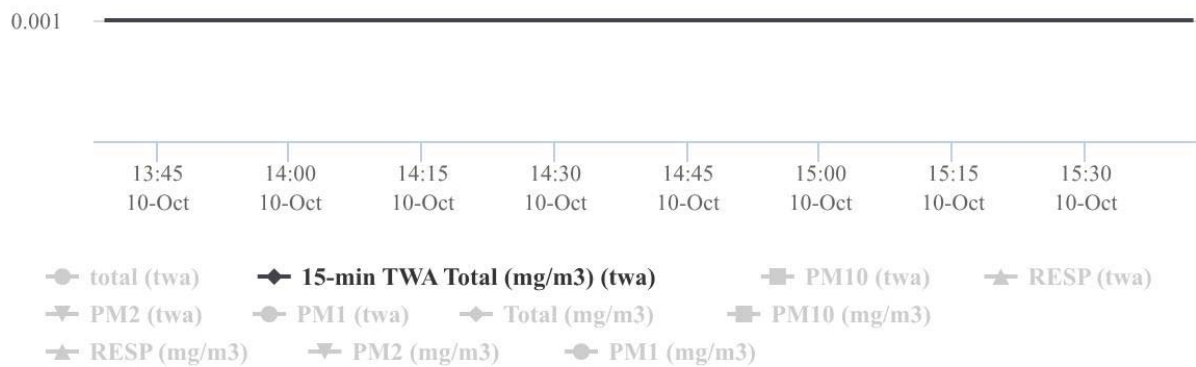 0.001
13:45 14:00 14:15 14:30 14:45 15:00 15:15 15:30
10-Oct 10-Oct 10-Oct 10-Oct 10-Oct 10-Oct 10-Oct 10-Oct
total (twa) 15-min TWA Total (mg/m3) (twa) PM10 (twa) RESP (twa)
PM2 (twa) PM1 (twa) Total (mg/m3) PM10 (mg/m3)
RESP (mg/m3) PM2 (mg/m3) PM1 (mg/m3)